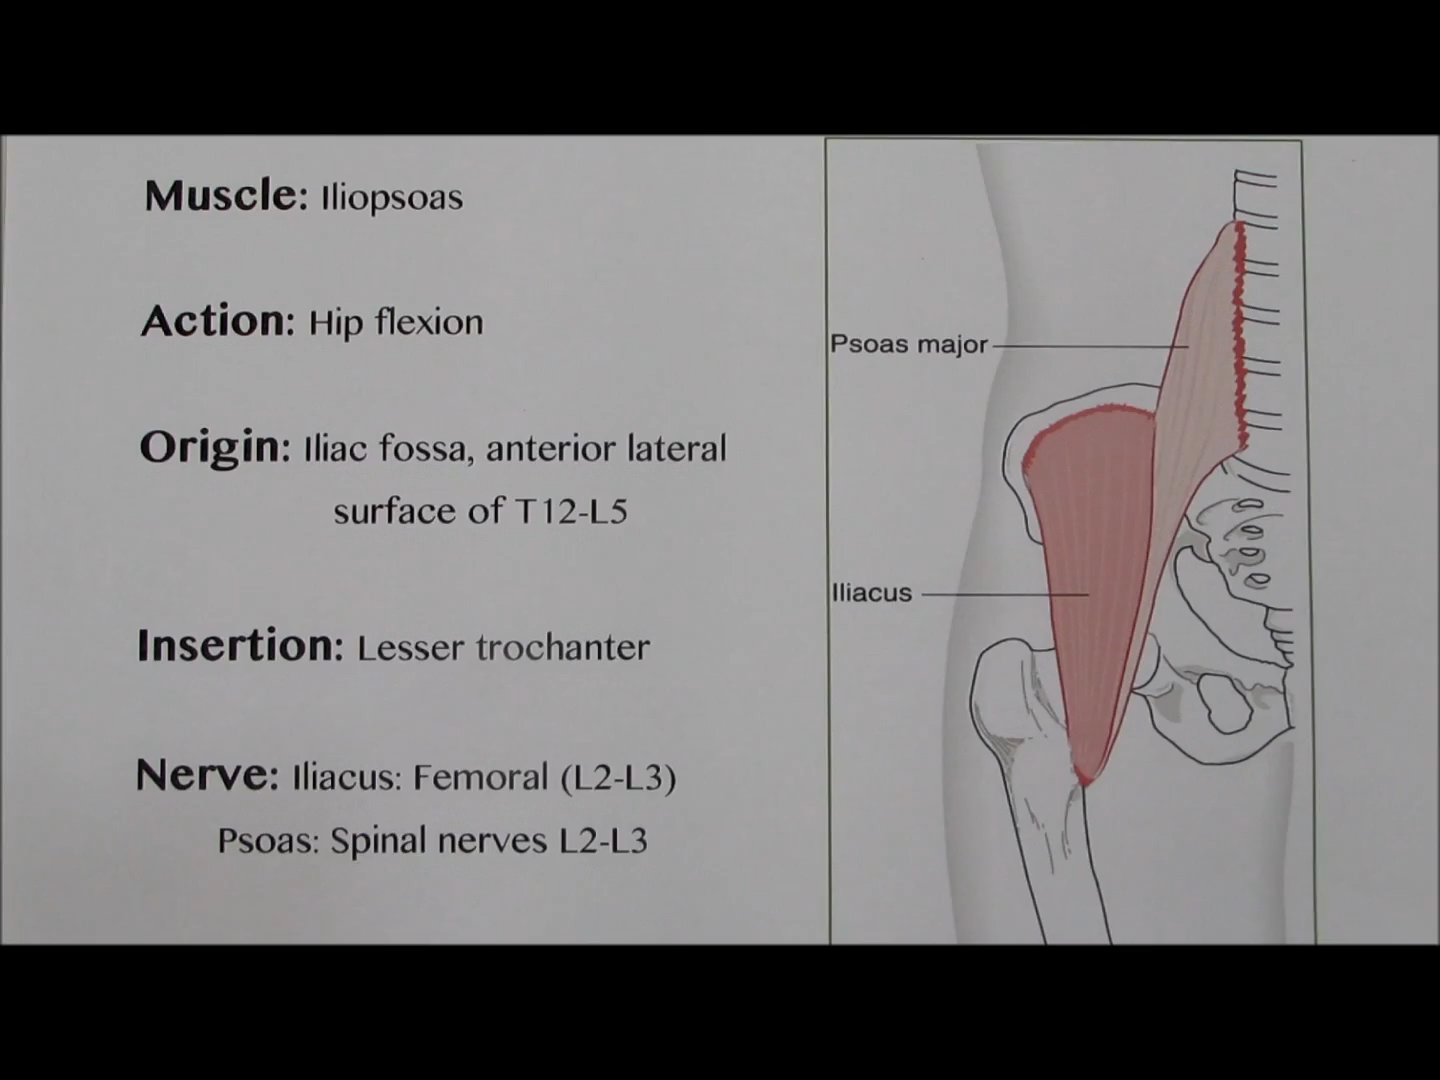 Muscle: Iliopsoas
Action: Hip flexion
Origin: Iliac fossa, anterior lateral
surface of T12-L5
Insertion: Lesser trochanter
Nerve: Iliacus: Femoral (L2-L3)
Psoas: Spinal nerves L2-L3
Psoas major
Iliacus